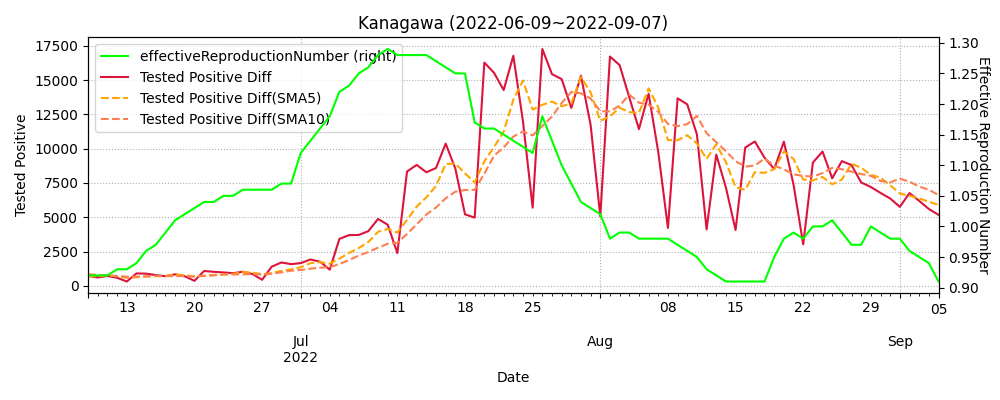 Kanagawa (2022-06-09~2022-09-07)
effectiveReproductionNumber (right)
Tested Positive Diff
Tested Positive Diff(SMA5)
Tested Positive Diff(SMA10)
Tested Positive
17500
15000
12500
10000
7500
5000
2500
0
Effective Reproduction Number
1.30
1.25
1.20
1.15
1.10
1.05
1.00
0.95
0.90
13 20 27 04 11 18 25 08 15 22 29 05
Jul Aug Sep
2022
Date